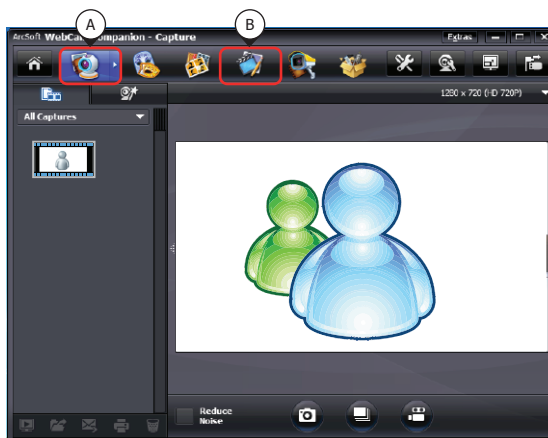 A
B
ArcSoft WebCam Companion - Capture
Extras
1280 x 720 (HD 720P)
All Captures
Reduce
Noise